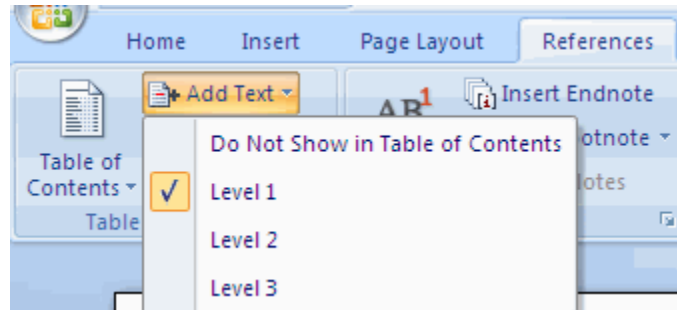 Home Insert Page Layout References
Add Text
AB1 Insert Endnote
Do Not Show in Table of Contents
otnote
Table of
Contents
Level 1
otes
Table
Level 2
Level 3